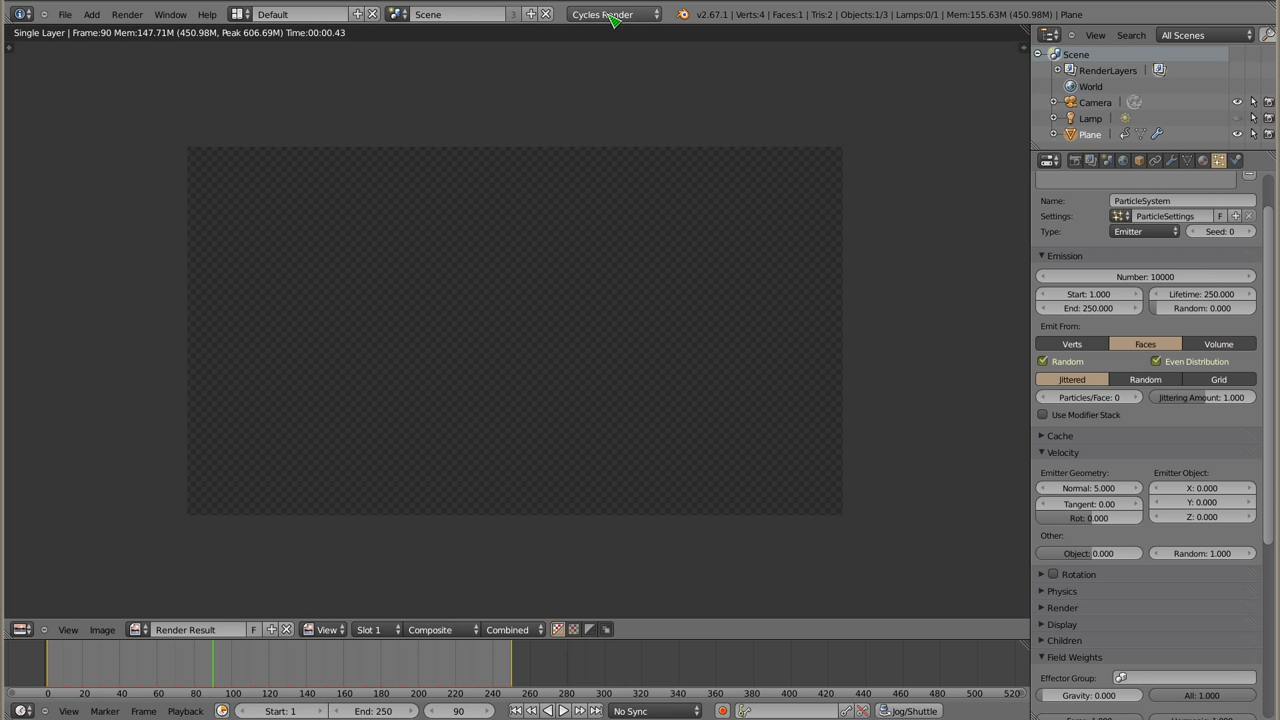 File Add Render Window Help Default Scene 3 Cycles Render v2.67.1 | Verts:4 | Faces:1 | Tris:2 | Objects:1/3 | Lamps:0/1 | Mem:155.63M (450.98M) | Plane
Single Layer | Frame:90 Mem:147.71M (450.98M, Peak 606.69M) Time:00:00.43
View Search All Scenes
Scene
RenderLayers
World
Camera
Lamp
Plane
Name: ParticleSystem
Settings: ParticleSettings F
Type: Emitter Seed: 0
Emission
Number: 10000
Start: 1.000 Lifetime: 250.000
End: 250.000 Random: 0.000
Emit From:
Verts Faces Volume
Random Even Distribution
Jittered Random Grid
Particles/Face: 0 Jittering Amount: 1.000
Use Modifier Stack
Cache
Velocity
Emitter Geometry: Emitter Object:
Normal: 5.000 X: 0.000
Tangent: 0.00 Y: 0.000
Rot: 0.000 Z: 0.000
Other:
Object: 0.000 Random: 1.000
Rotation
Physics
Render
Display
Children
Field Weights
Effector Group:
Gravity: 0.000 All: 1.000
View Image Render Result F View Slot 1 Composite Combined
0 20 40 60 80 100 120 140 160 180 200 220 240 260 280 300 320 340 360 380 400 420 440 460 480 500 520
View Marker Frame Playback Start: 1 End: 250 90 No Sync Jog/Shuttle